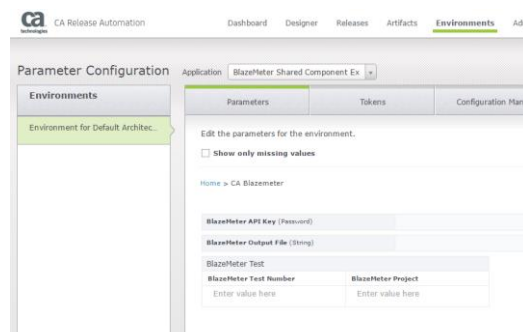 ca
technologies
CA Release Automation
Dashboard Designer Releases Artifacts Environments Ad
Parameter Configuration Application BlazeMeter Shared Component Ex
Environments
Environment for Default Architec...
Parameters Tokens Configuration Man
Edit the parameters for the environment.
Show only missing values
Home > CA Blazemeter
BlazeMeter API Key (Password)
BlazeMeter Output File (String)
BlazeMeter Test
BlazeMeter Test Number BlazeMeter Project
Enter value here Enter value here